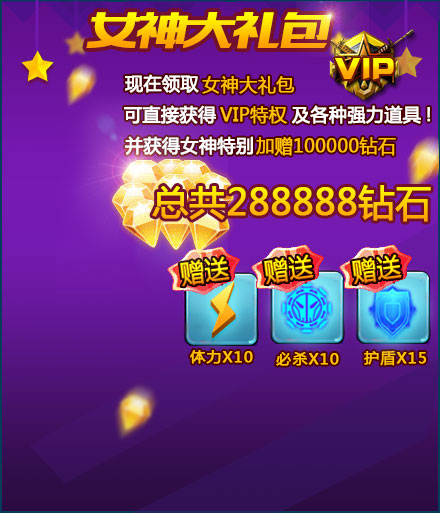 女神大礼包
VIP
现在领取 女神大礼包
可直接获得 VIP特权 及各种强力道具！
并获得女神特别 加赠100000钻石
总共288888钻石
赠送 赠送 赠送
体力X10 必杀X10 护盾X15